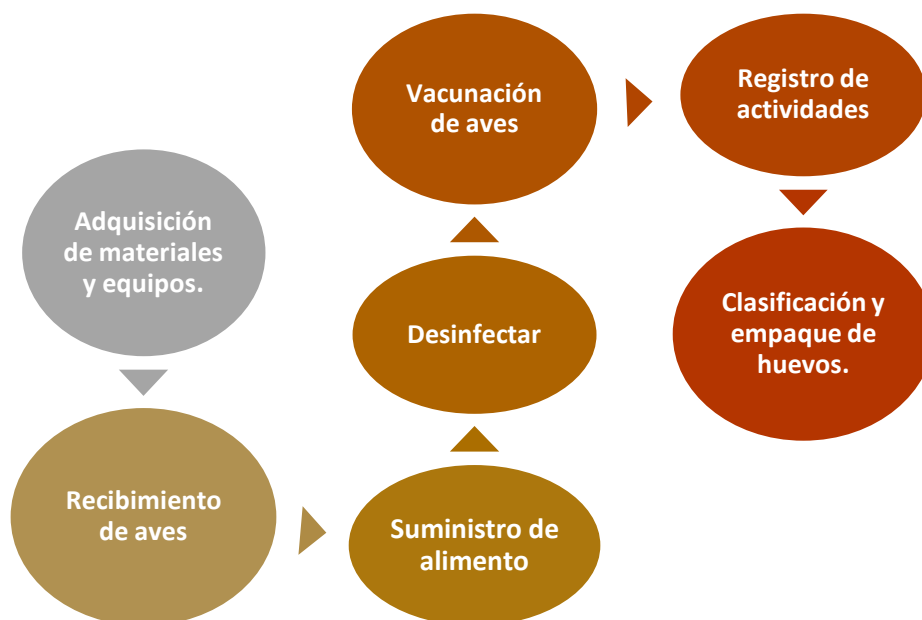 Adquisición
de materiales
y equipos.
Recibimiento
de aves
Suministro de
alimento
Desinfectar
Vacunación
de aves
Registro de
actividades
Clasificación y
empaque de
huevos.